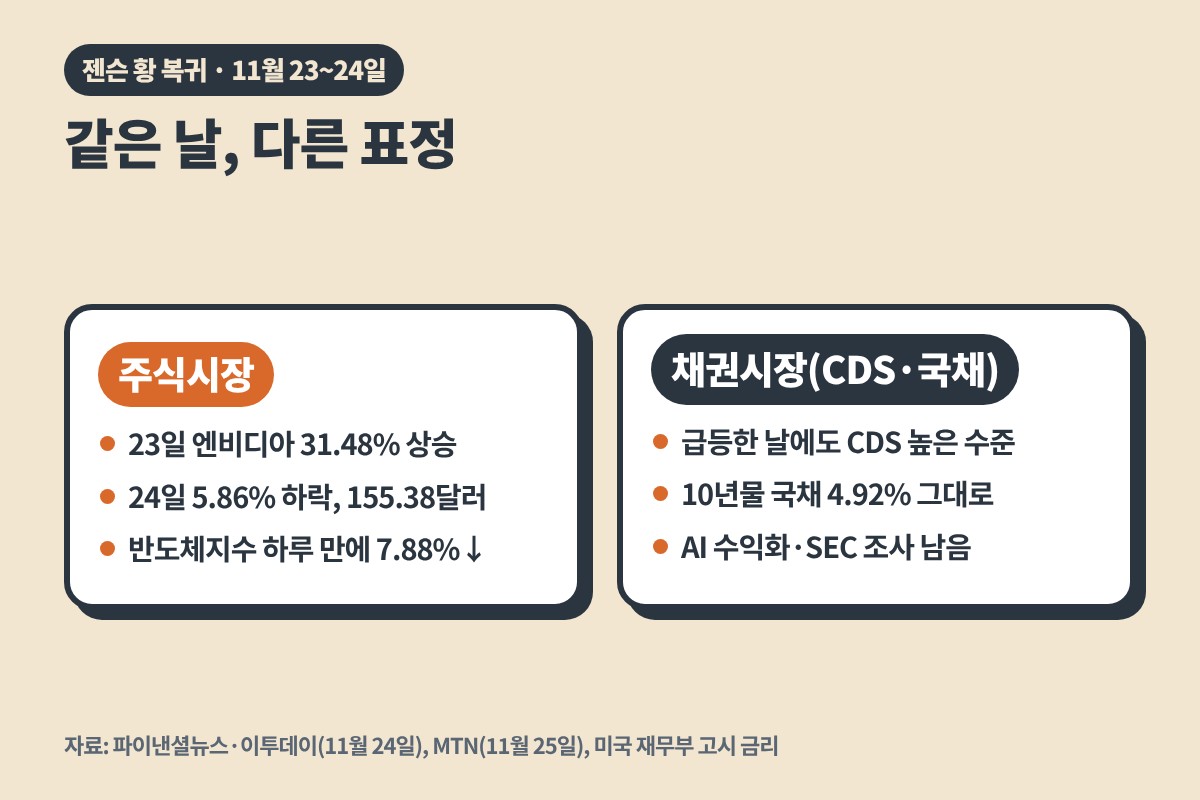 젠슨 황 복귀 · 11월 23~24일
같은 날, 다른 표정
주식시장
23일 엔비디아 31.48% 상승
24일 5.86% 하락, 155.38달러
반도체지수 하루 만에 7.88%↓
채권시장(CDS·국채)
급등한 날에도 CDS 높은 수준
10년물 국채 4.92% 그대로
AI 수익화·SEC 조사 남음
자료: 파이낸셜뉴스·이투데이(11월 24일), MTN(11월 25일), 미국 재무부 고시 금리